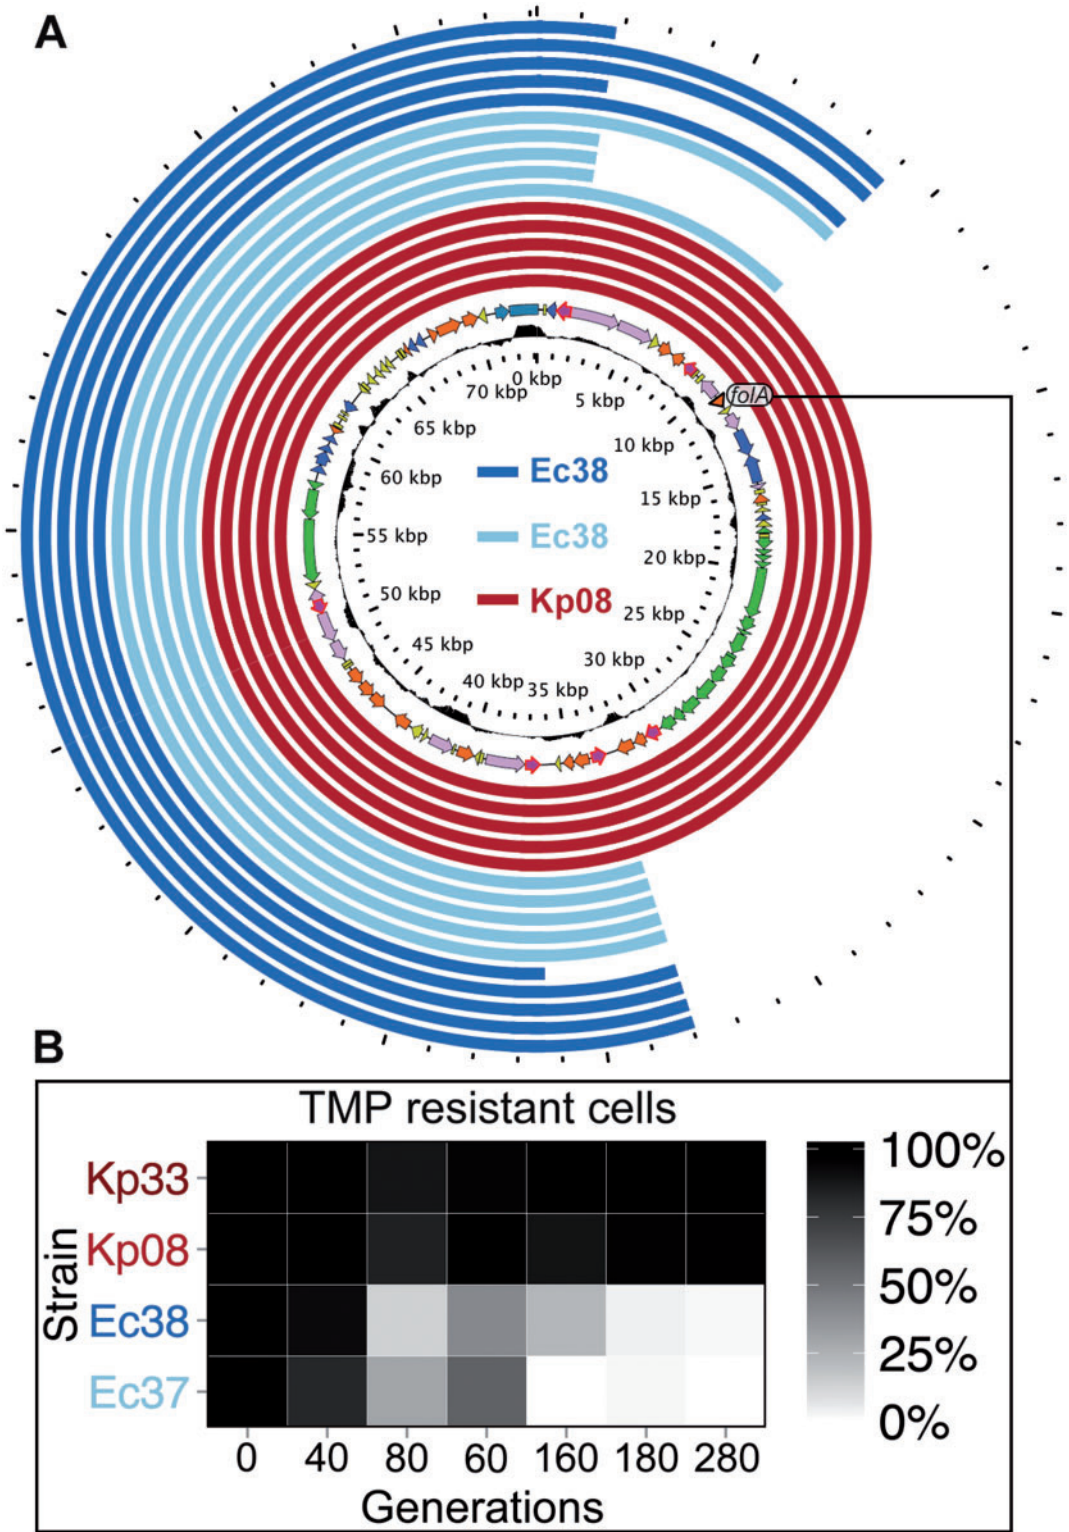 A
folA
0 kbp
5 kbp
10 kbp
15 kbp
20 kbp
25 kbp
30 kbp
35 kbp
40 kbp
45 kbp
50 kbp
55 kbp
60 kbp
65 kbp
70 kbp
Ec38
Ec38
Kp08
B
TMP resistant cells
Strain
Kp33
Kp08
Ec38
Ec37
0 40 80 60 160 180 280
Generations
100%
75%
50%
25%
0%